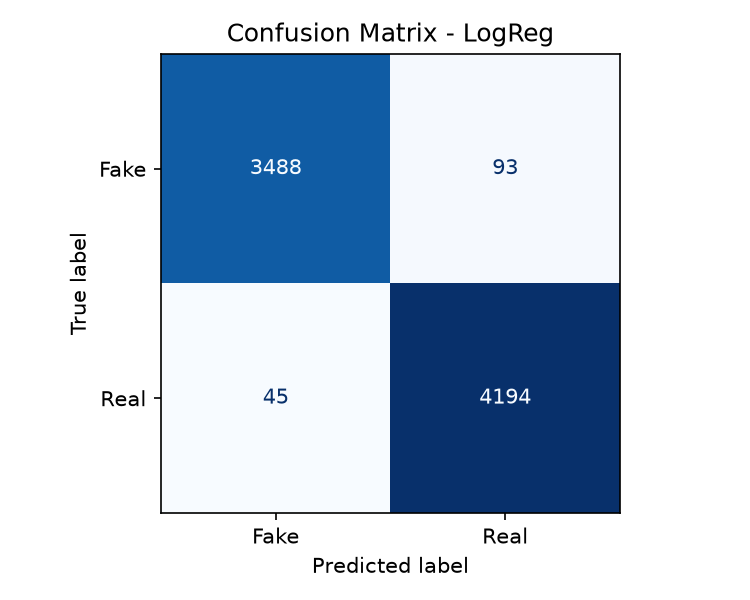 Confusion Matrix - LogReg
Fake
3488
93
True label
Real
45
4194
Fake
Real
Predicted label